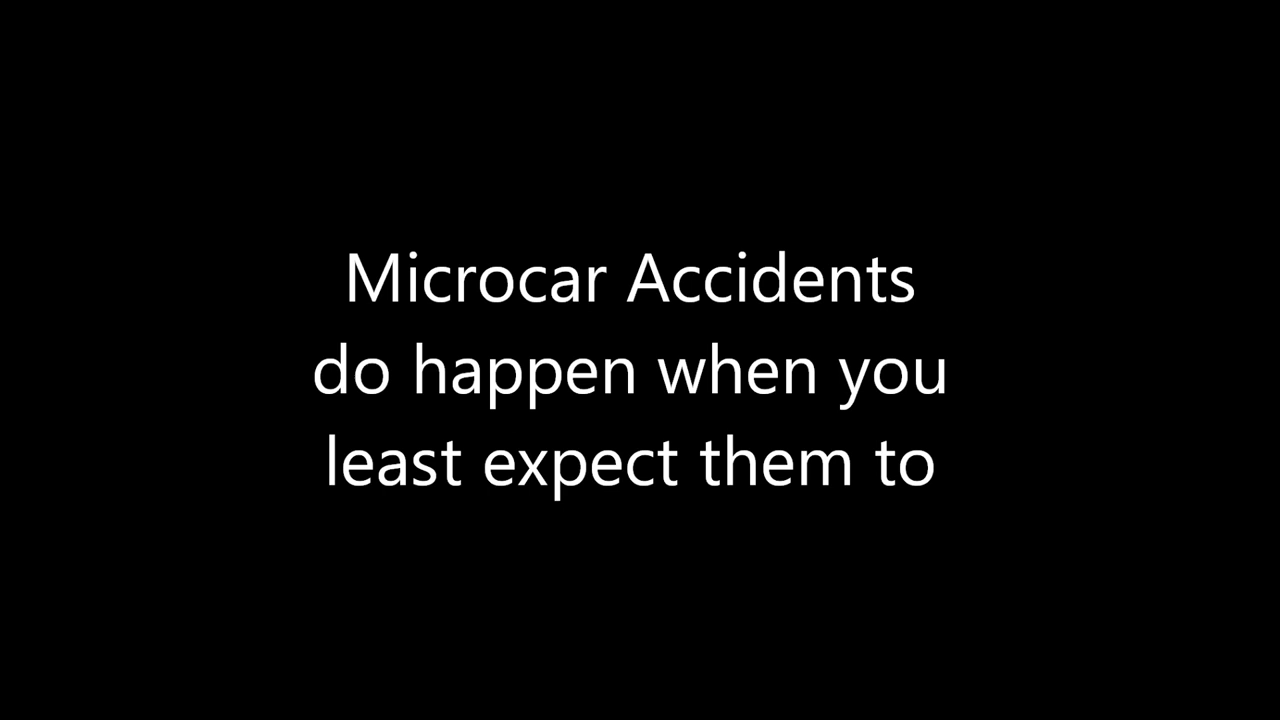 Microcar Accidents
do happen when you
least expect them to